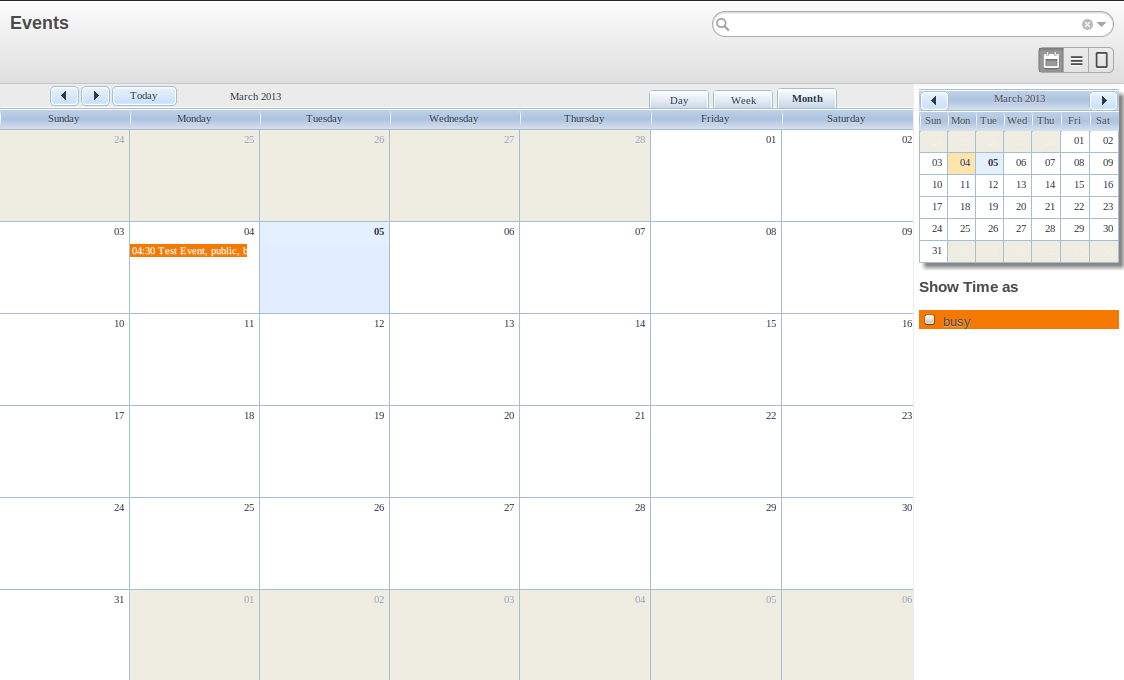 Events
Today
March 2013
Day
Week
Month
Sunday Monday Tuesday Wednesday Thursday Friday Saturday
24 25 26 27 28 01 02
03 04 05 06 07 08 09
04:30 Test Event, public, b
10 11 12 13 14 15 16
17 18 19 20 21 22 23
24 25 26 27 28 29 30
31 01 02 03 04 05 06
March 2013
Sun Mon Tue Wed Thu Fri Sat
01 02
03 04 05 06 07 08 09
10 11 12 13 14 15 16
17 18 19 20 21 22 23
24 25 26 27 28 29 30
31
Show Time as
busy